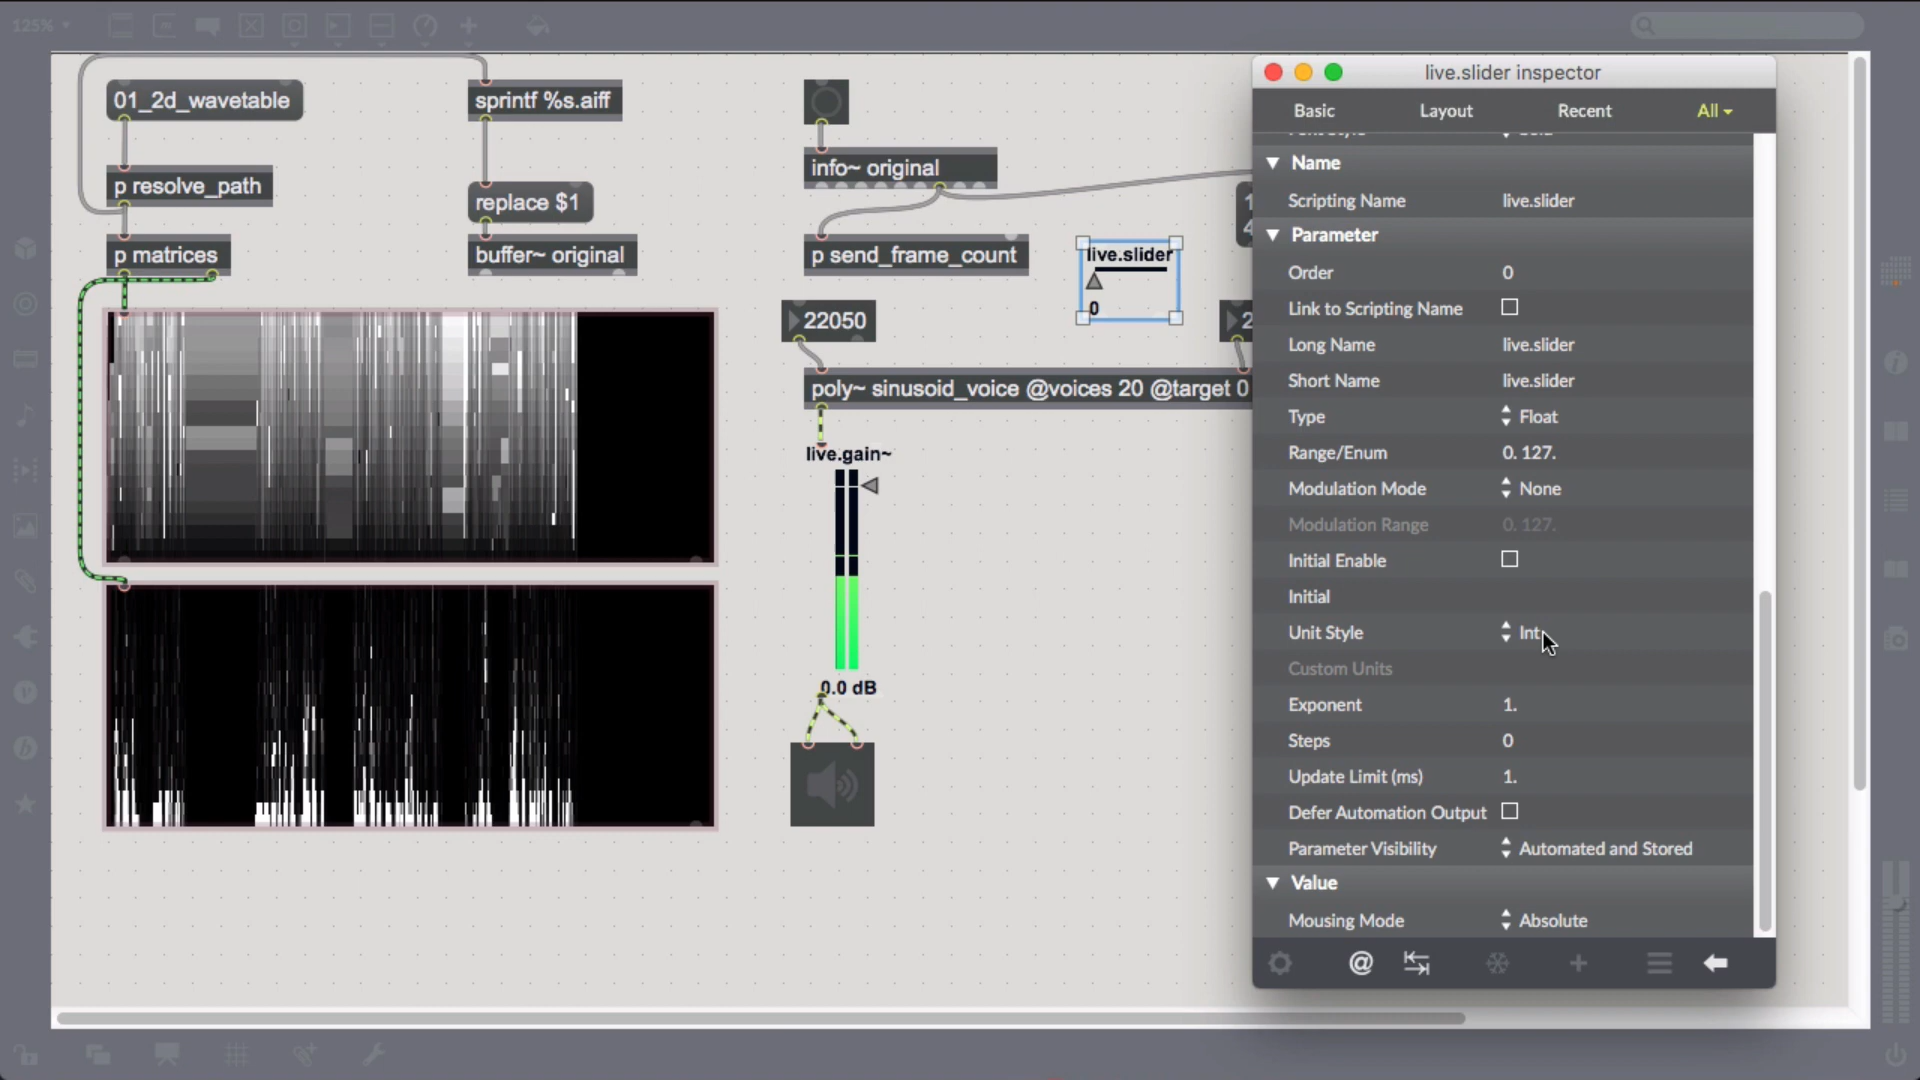 125%
01_2d_wavetable
sprintf %s.aiff
p resolve_path
replace $1
p matrices
buffer~ original
info~ original
p send_frame_count
live.slider
0
22050
2
poly~ sinusoid_voice @voices 20 @target 0
live.gain~
0.0 dB
live.slider inspector
Basic
Layout
Recent
All
Name
Scripting Name
live.slider
Parameter
Order
0
Link to Scripting Name
Long Name
live.slider
Short Name
live.slider
Type
Float
Range/Enum
0. 127.
Modulation Mode
None
Modulation Range
0. 127.
Initial Enable
Initial
Unit Style
Int
Custom Units
Exponent
1.
Steps
0
Update Limit (ms)
1.
Defer Automation Output
Parameter Visibility
Automated and Stored
Value
Mousing Mode
Absolute